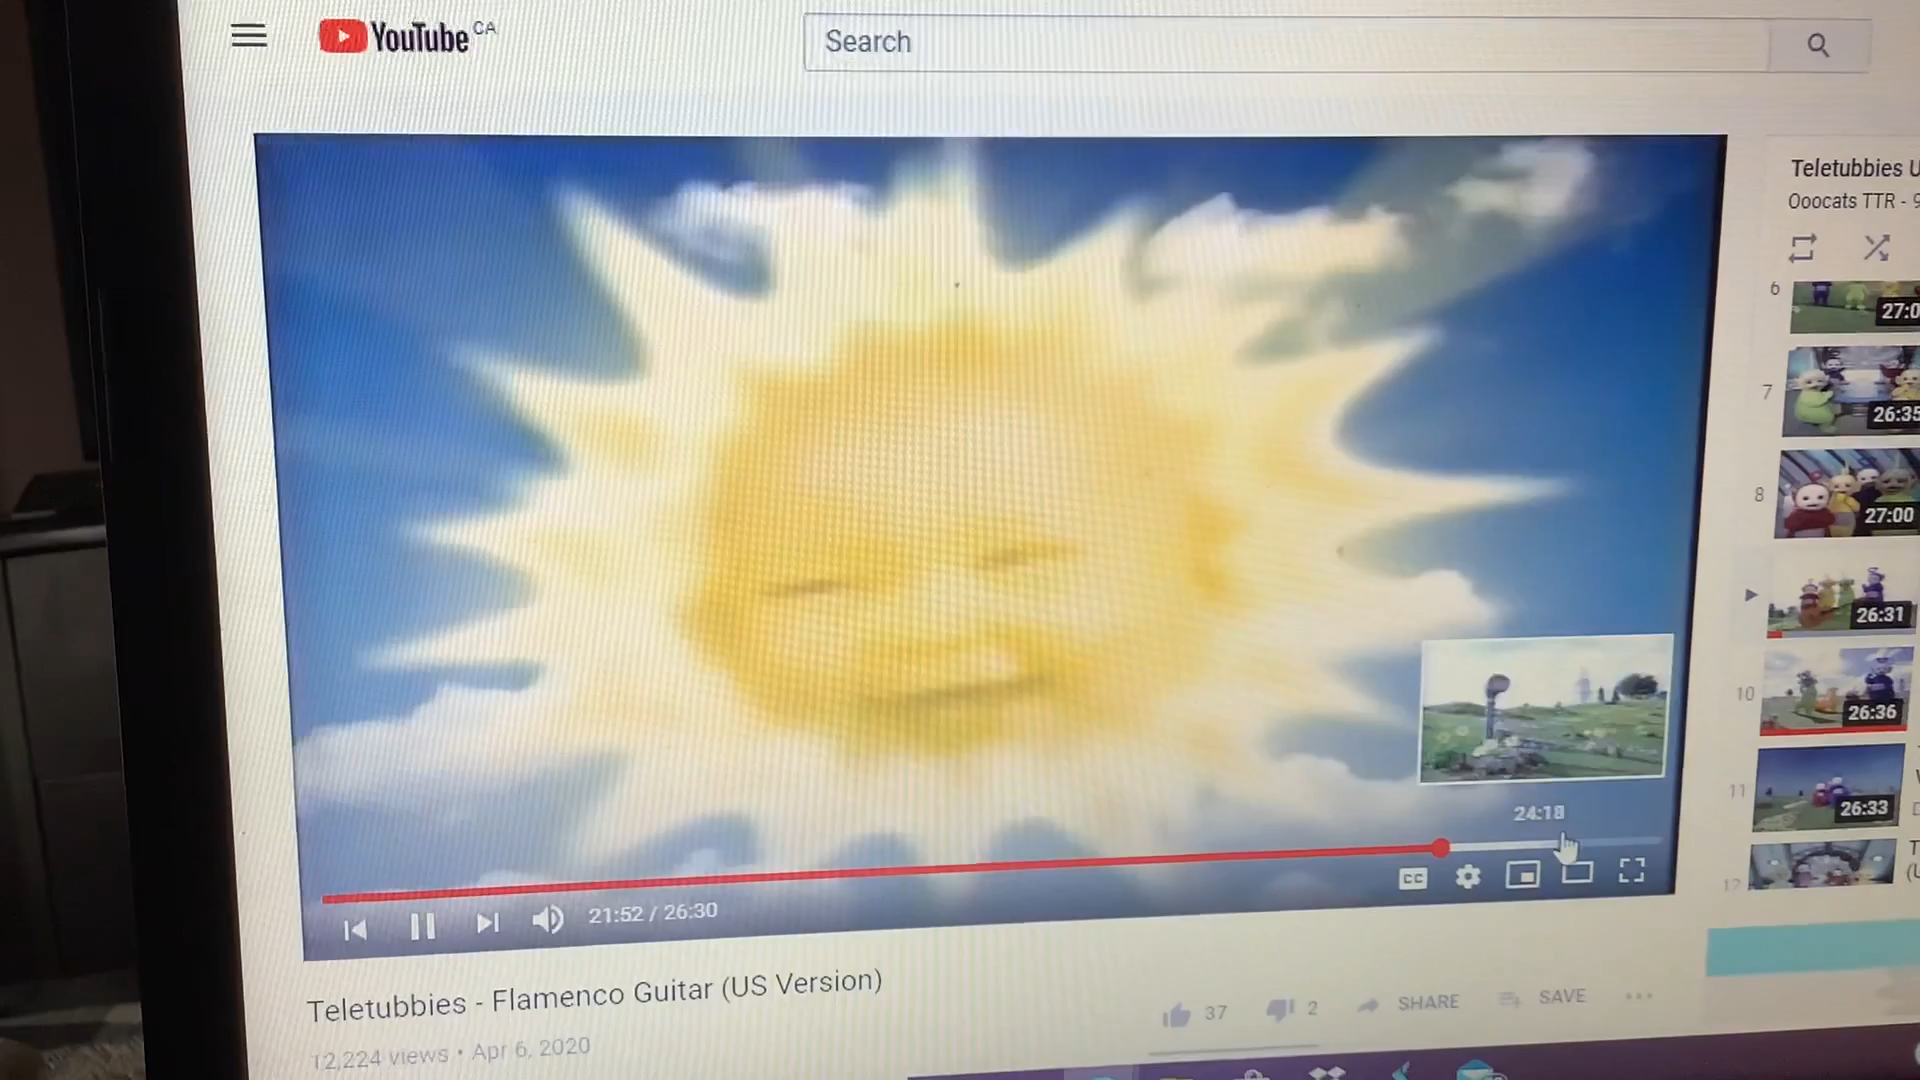 YouTube CA
Search
Teletubbies U
Ooocats TTR - 9
6
27:0
7
26:35
8
27:00
26:31
10
26:36
11
26:33
12
24:18
CC
21:52 / 26:30
Teletubbies - Flamenco Guitar (US Version)
37
2
SHARE
SAVE
12,224 views • Apr 6, 2020